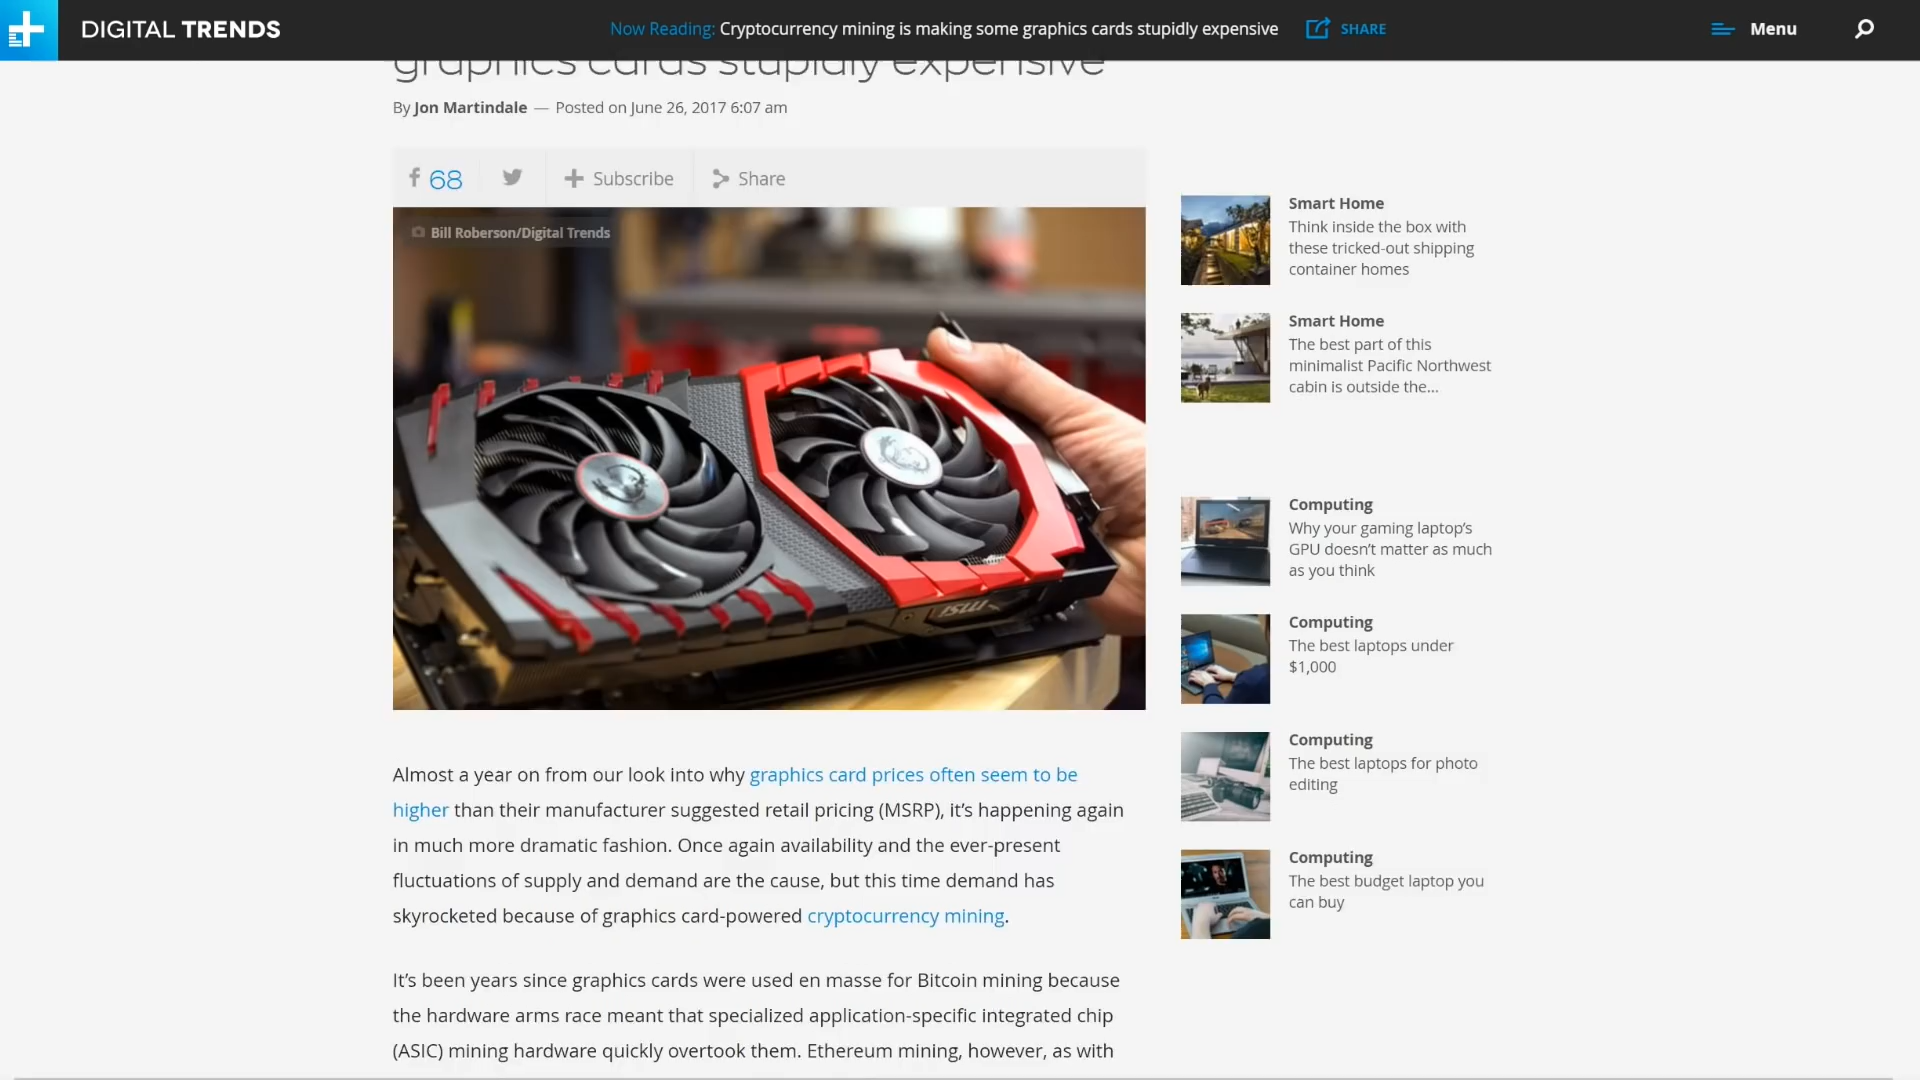 DIGITAL TRENDS
Now Reading: Cryptocurrency mining is making some graphics cards stupidly expensive
SHARE
Menu
graphics cards stupidly expensive
By Jon Martindale — Posted on June 26, 2017 6:07 am
68
Subscribe
Share
Bill Roberson/Digital Trends
msi
Almost a year on from our look into why graphics card prices often seem to be
higher than their manufacturer suggested retail pricing (MSRP), it’s happening again
in much more dramatic fashion. Once again availability and the ever-present
fluctuations of supply and demand are the cause, but this time demand has
skyrocketed because of graphics card-powered cryptocurrency mining.
It’s been years since graphics cards were used en masse for Bitcoin mining because
the hardware arms race meant that specialized application-specific integrated chip
(ASIC) mining hardware quickly overtook them. Ethereum mining, however, as with
Smart Home
Think inside the box with
these tricked-out shipping
container homes
Smart Home
The best part of this
minimalist Pacific Northwest
cabin is outside the...
Computing
Why your gaming laptop’s
GPU doesn’t matter as much
as you think
Computing
The best laptops under
$1,000
Computing
The best laptops for photo
editing
Computing
The best budget laptop you
can buy